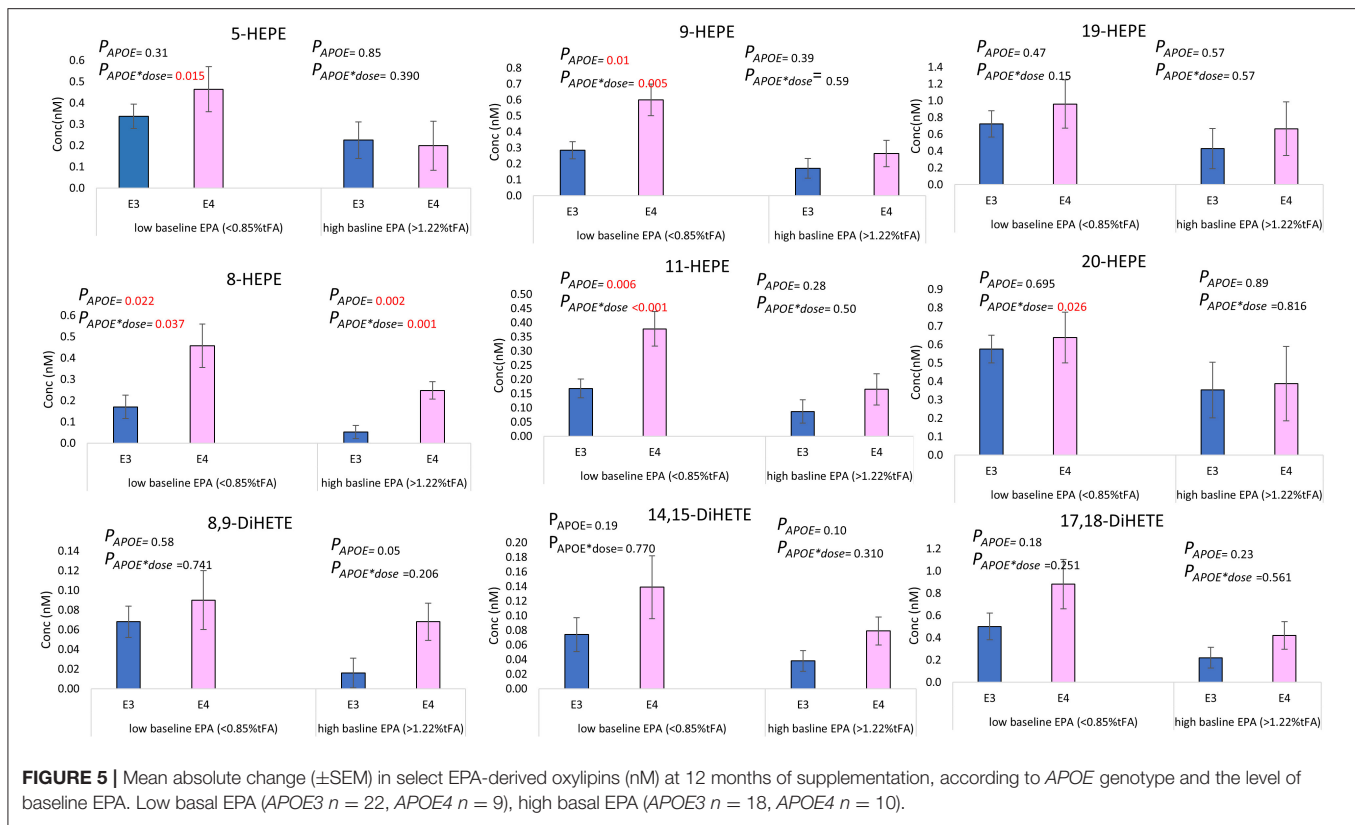 5-HEPE
P_APOE= 0.31
P_APOE*dose= 0.015
P_APOE= 0.85
P_APOE*dose= 0.390
Conc(nM)
0.6
0.5
0.4
0.3
0.2
0.1
0.0
E3 E4 E3 E4
low baseline EPA (<0.85%tFA) high basline EPA (>1.22%tFA)
9-HEPE
P_APOE= 0.01
P_APOE*dose= 0.005
P_APOE= 0.39
P_APOE*dose= 0.59
Conc(nM)
0.8
0.7
0.6
0.5
0.4
0.3
0.2
0.1
0.0
E3 E4 E3 E4
low baseline EPA (<0.85%tFA) high basline EPA (>1.22%tFA)
19-HEPE
P_APOE= 0.47
P_APOE*dose 0.15
P_APOE= 0.57
P_APOE*dose= 0.57
Conc(nM)
1.4
1.2
1.0
0.8
0.6
0.4
0.2
0.0
E3 E4 E3 E4
low baseline EPA (<0.85%tFA) high basline EPA (>1.22%tFA)
8-HEPE
P_APOE= 0.022
P_APOE*dose= 0.037
P_APOE= 0.002
P_APOE*dose= 0.001
Conc (nM)
0.6
0.5
0.4
0.3
0.2
0.1
0.0
E3 E4 E3 E4
low baseline EPA (<0.85%tFA) high basline EPA (>1.22%tFA)
11-HEPE
P_APOE= 0.006
P_APOE*dose <0.001
P_APOE= 0.28
P_APOE*dose= 0.50
Conc(nM)
0.50
0.45
0.40
0.35
0.30
0.25
0.20
0.15
0.10
0.05
0.00
E3 E4 E3 E4
low baseline EPA (<0.85%tFA) high basline EPA (>1.22%tFA)
20-HEPE
P_APOE= 0.695
P_APOE*dose= 0.026
P_APOE= 0.89
P_APOE*dose =0.816
Conc(nM)
0.9
0.8
0.7
0.6
0.5
0.4
0.3
0.2
0.1
0.0
E3 E4 E3 E4
low baseline EPA (<0.85%tFA) high basline EPA (>1.22%tFA)
8,9-DiHETE
P_APOE= 0.58
P_APOE*dose =0.741
P_APOE= 0.05
P_APOE*dose =0.206
Conc (nM)
0.14
0.12
0.10
0.08
0.06
0.04
0.02
0.00
E3 E4 E3 E4
low baseline EPA (<0.85%tFA) high basline EPA (>1.22%tFA)
14,15-DiHETE
P_APOE= 0.19
P_APOE*dose= 0.770
P_APOE= 0.10
P_APOE*dose= 0.310
Conc (nM)
0.20
0.18
0.16
0.14
0.12
0.10
0.08
0.06
0.04
0.02
0.00
E3 E4 E3 E4
low baseline EPA (<0.85%tFA) high basline EPA (>1.22%tFA)
17,18-DiHETE
P_APOE= 0.18
P_APOE*dose =0.251
P_APOE= 0.23
P_APOE*dose =0.561
Conc (nM)
1.2
1.0
0.8
0.6
0.4
0.2
0.0
E3 E4 E3 E4
low baseline EPA (<0.85%tFA) high basline EPA (>1.22%tFA)
FIGURE 5 | Mean absolute change (±SEM) in select EPA-derived oxylipins (nM) at 12 months of supplementation, according to APOE genotype and the level of
baseline EPA. Low basal EPA (APOE3 n = 22, APOE4 n = 9), high basal EPA (APOE3 n = 18, APOE4 n = 10).